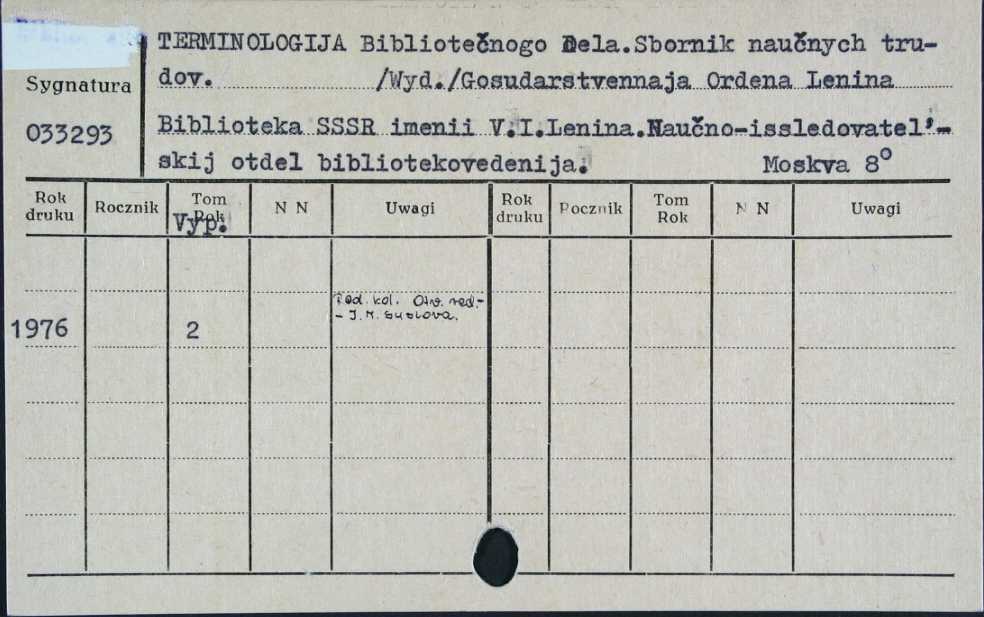 TERMINOLOGIJA Bibliotečnogo Dela.Sbornik naučnych tru-
dov. /Wyd./Gosudarstvennaja Ordena Lenina
Biblioteka SSSR imenii V.I.Lenina.Naučno-issledovatel'-
skij otdel bibliotekovedenija. Moskva 8°
Sygnatura
033293
Rok druku Rocznik Tom Rok N N Uwagi Rok druku Rocznik Tom Rok N N Uwagi
Vyp.
1976 2 Red. kol. Otv. red.-
- J. M. Suslova.